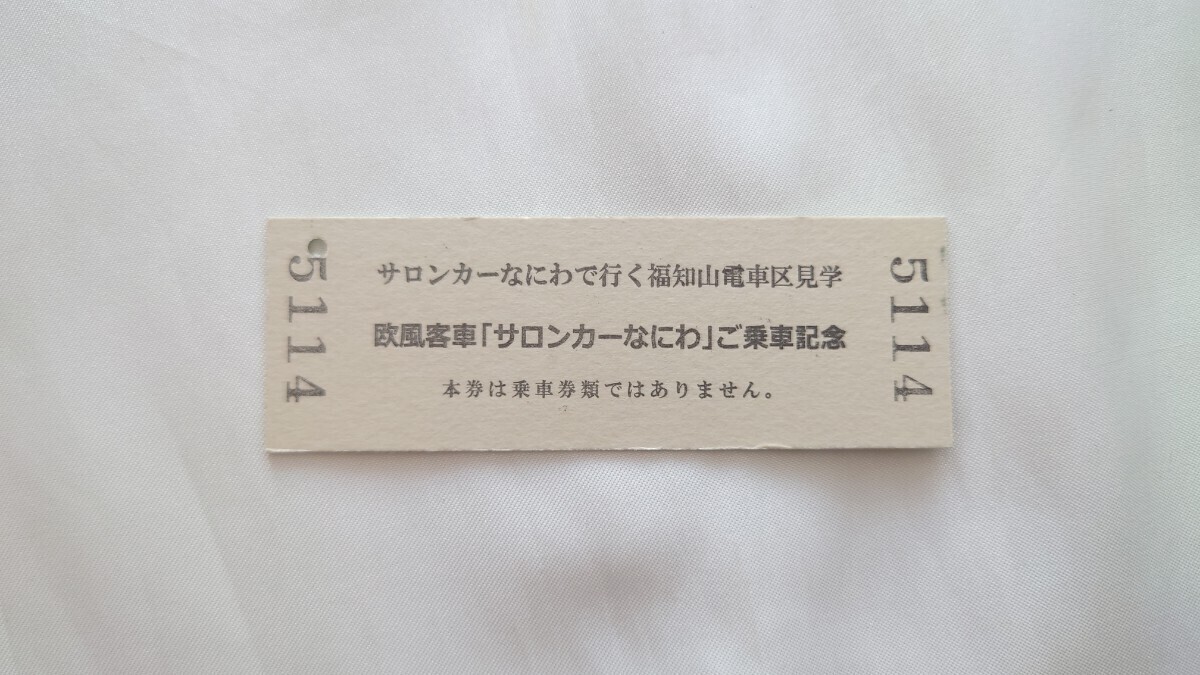 5114
サロンカーなにわで行く福知山電車区見学
欧風客車「サロンカーなにわ」ご乗車記念
本券は乗車券類ではありません。
5114